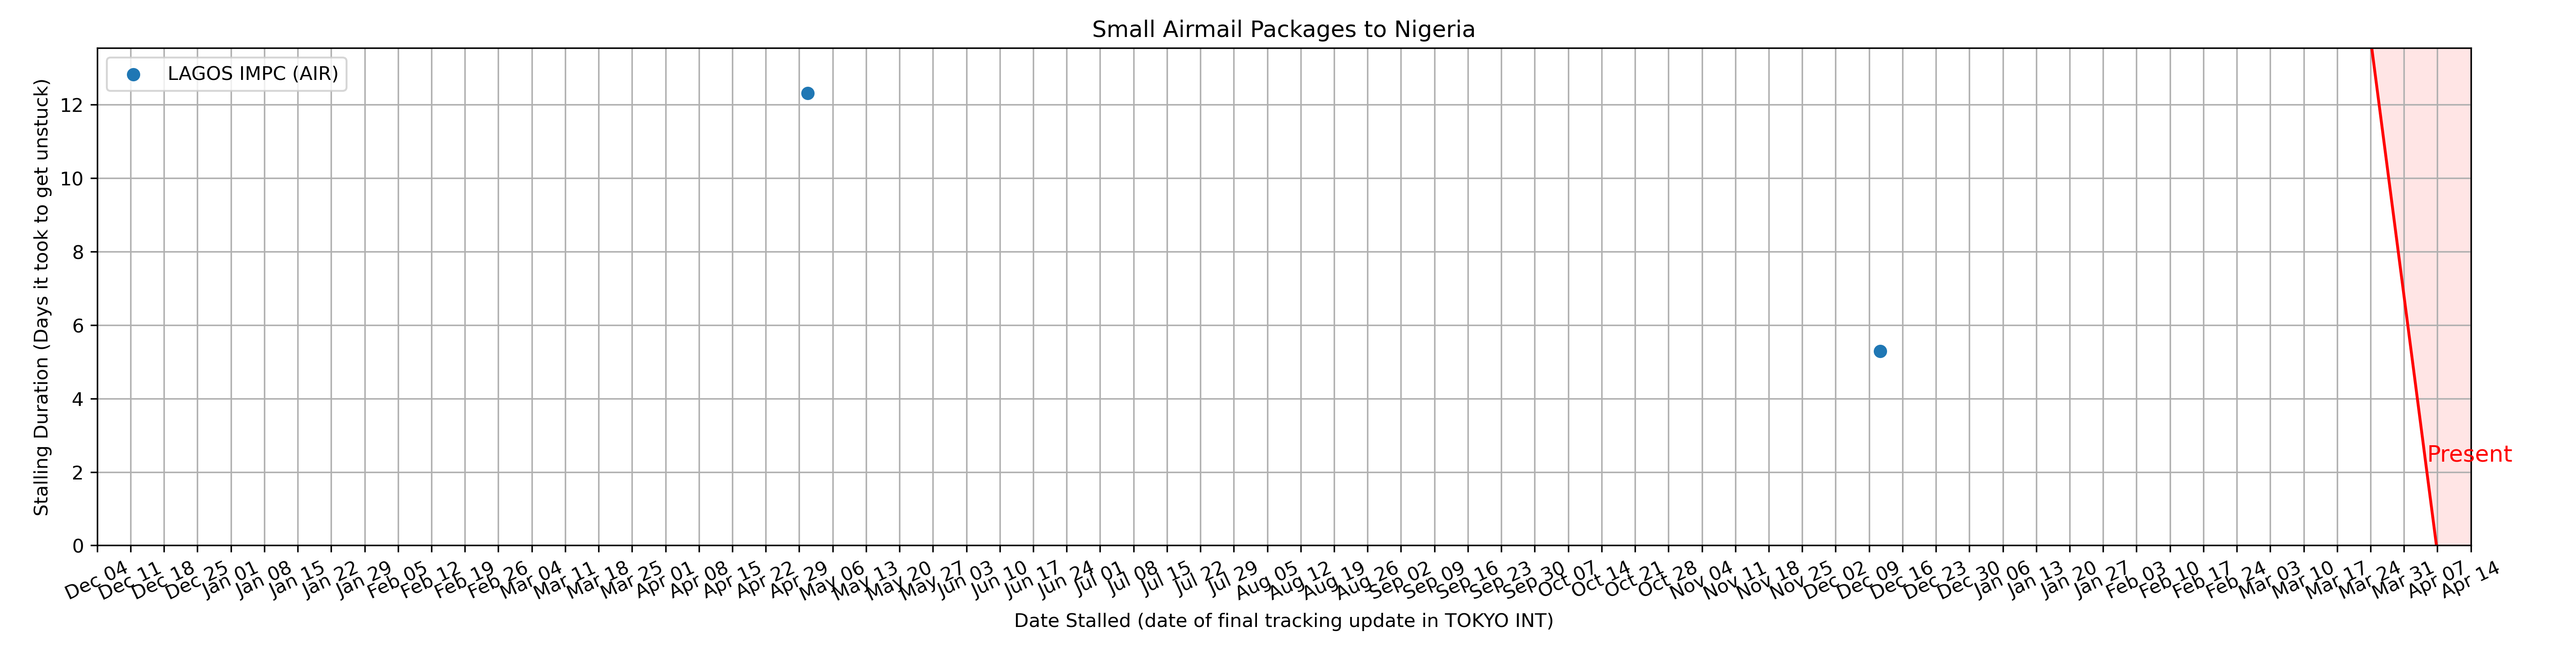 Small Airmail Packages to Nigeria
LAGOS IMPC (AIR)
Stalling Duration (Days it took to get unstuck)
12
10
8
6
4
2
0
Present
Dec 04 Dec 11 Dec 18 Dec 25 Jan 01 Jan 08 Jan 15 Jan 22 Jan 29 Feb 05 Feb 12 Feb 19 Feb 26 Mar 04 Mar 11 Mar 18 Mar 25 Apr 01 Apr 08 Apr 15 Apr 22 Apr 29 May 06 May 13 May 20 May 27 Jun 03 Jun 10 Jun 17 Jun 24 Jul 01 Jul 08 Jul 15 Jul 22 Jul 29 Aug 05 Aug 12 Aug 19 Aug 26 Sep 02 Sep 09 Sep 16 Sep 23 Sep 30 Oct 07 Oct 14 Oct 21 Oct 28 Nov 04 Nov 11 Nov 18 Nov 25 Dec 02 Dec 09 Dec 16 Dec 23 Dec 30 Jan 06 Jan 13 Jan 20 Jan 27 Feb 03 Feb 10 Feb 17 Feb 24 Mar 03 Mar 10 Mar 17 Mar 24 Mar 31 Apr 07 Apr 14
Date Stalled (date of final tracking update in TOKYO INT)